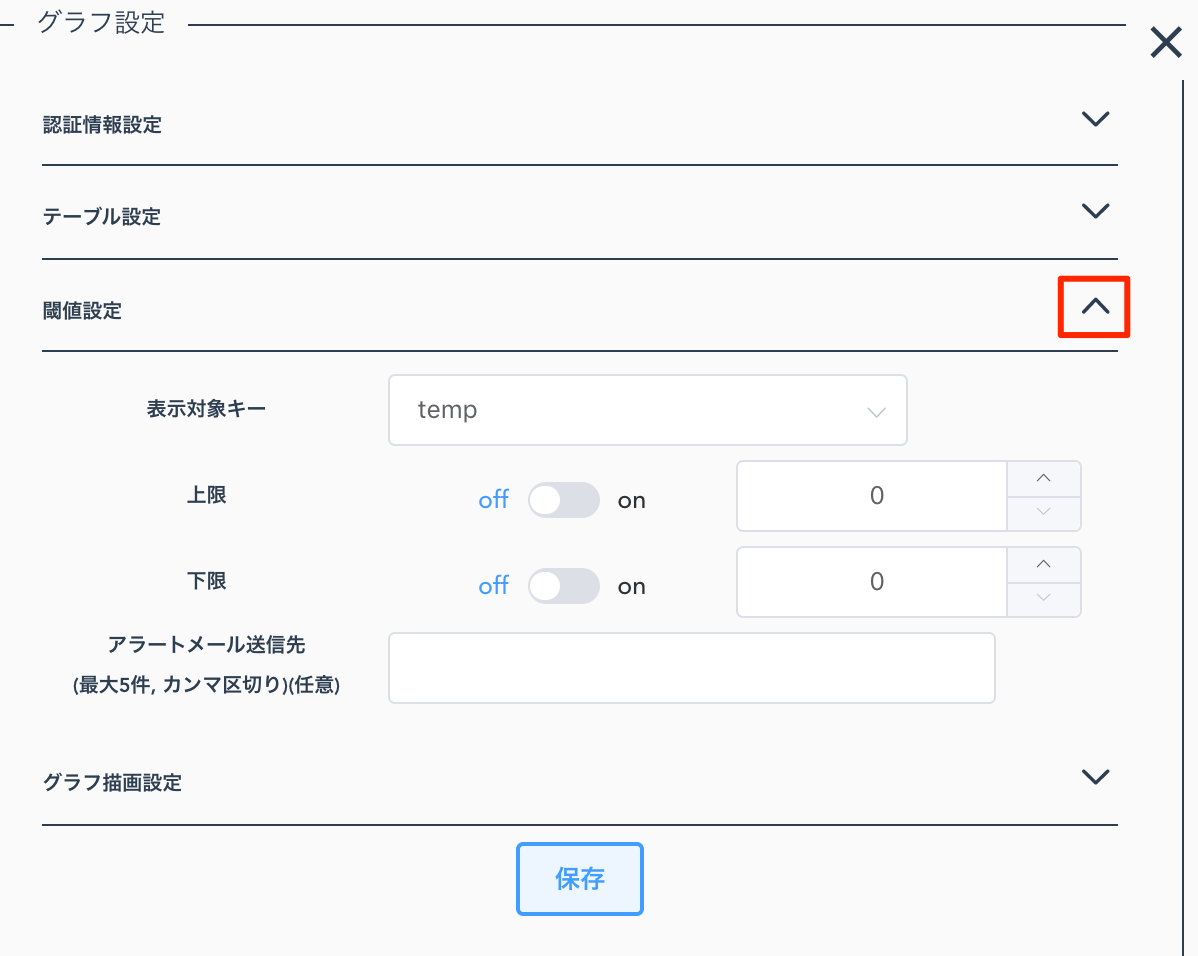 グラフ設定
認証情報設定
テーブル設定
閾値設定
表示対象キー
temp
上限
off
on
0
下限
off
on
0
アラートメール送信先
(最大5件, カンマ区切り)(任意)
グラフ描画設定
保存